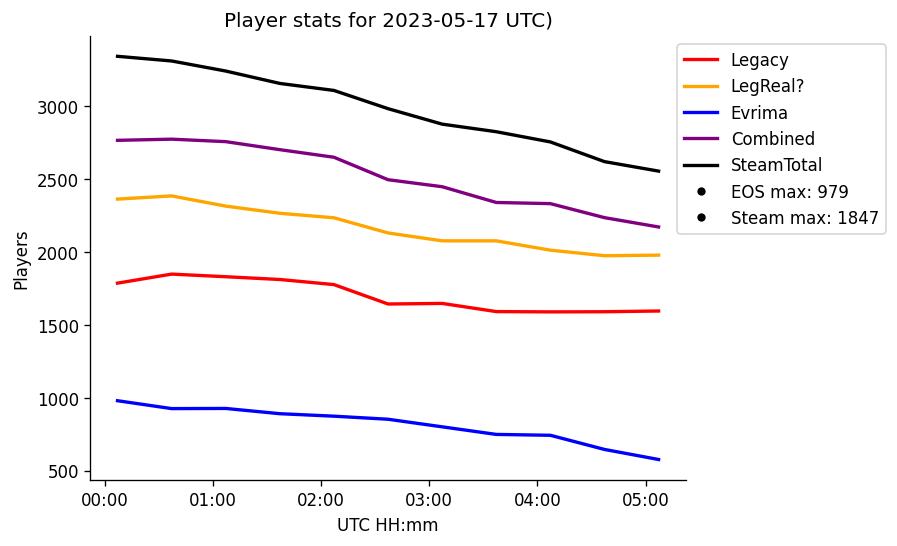 Player stats for 2023-05-17 UTC)
Legacy
LegReal?
Evrima
Combined
SteamTotal
EOS max: 979
Steam max: 1847
Players
3000
2500
2000
1500
1000
500
00:00 01:00 02:00 03:00 04:00 05:00
UTC HH:mm